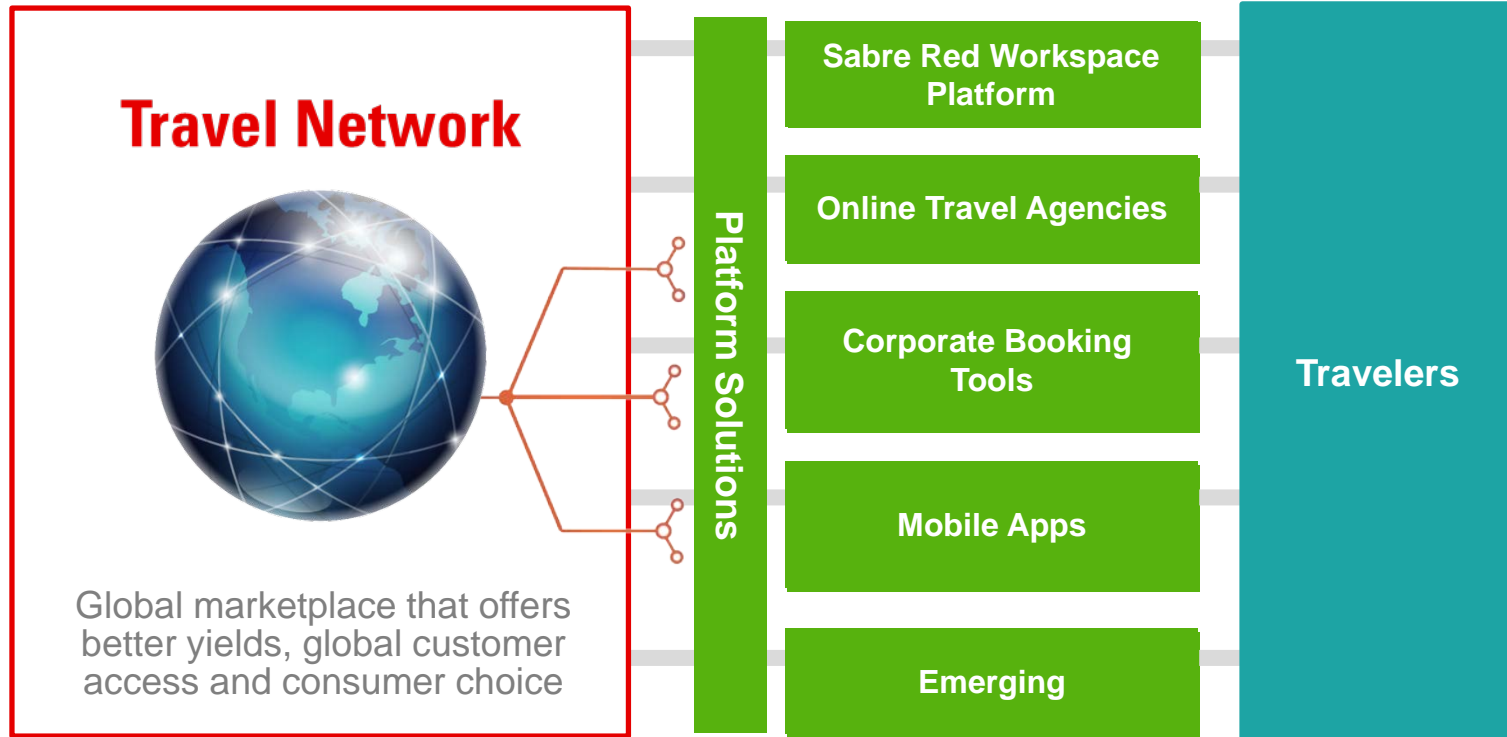 Travel Network
Global marketplace that offers
better yields, global customer
access and consumer choice
Platform Solutions
Sabre Red Workspace
Platform
Online Travel Agencies
Corporate Booking
Tools
Mobile Apps
Emerging
Travelers